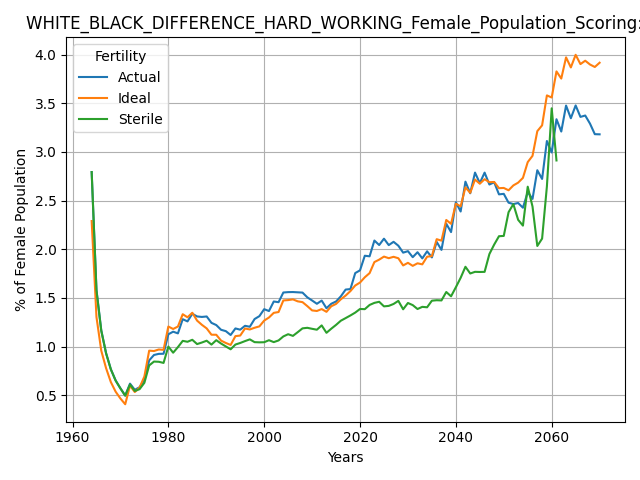 WHITE_BLACK_DIFFERENCE_HARD_WORKING_Female_Population_Scoring:
Fertility
Actual
Ideal
Sterile
% of Female Population
4.0
3.5
3.0
2.5
2.0
1.5
1.0
0.5
1960 1980 2000 2020 2040 2060
Years